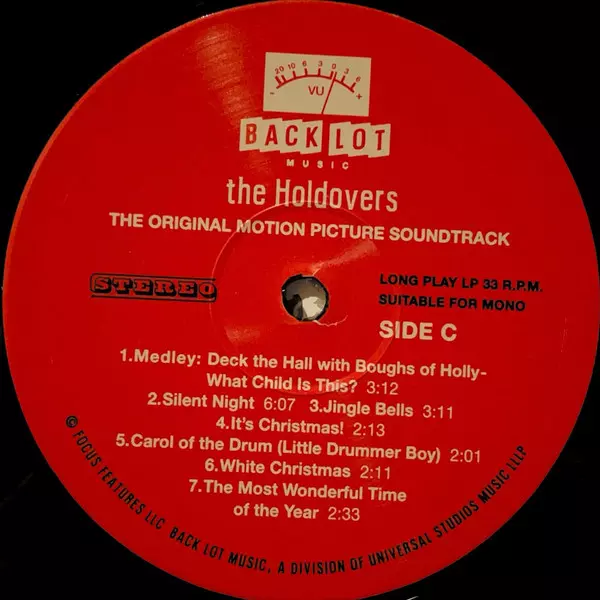 20 10 6 3 0 3 6
- VU +
BACK LOT
MUSIC
the Holdovers
THE ORIGINAL MOTION PICTURE SOUNDTRACK
STEREO
LONG PLAY LP 33 R.P.M.
SUITABLE FOR MONO
SIDE C
1.Medley: Deck the Hall with Boughs of Holly-
What Child Is This? 3:12
2.Silent Night 6:07 3.Jingle Bells 3:11
4.It's Christmas! 2:13
5.Carol of the Drum (Little Drummer Boy) 2:01
6.White Christmas 2:11
7.The Most Wonderful Time
of the Year 2:33
© FOCUS FEATURES LLC BACK LOT MUSIC, A DIVISION OF UNIVERSAL STUDIOS MUSIC LLLP